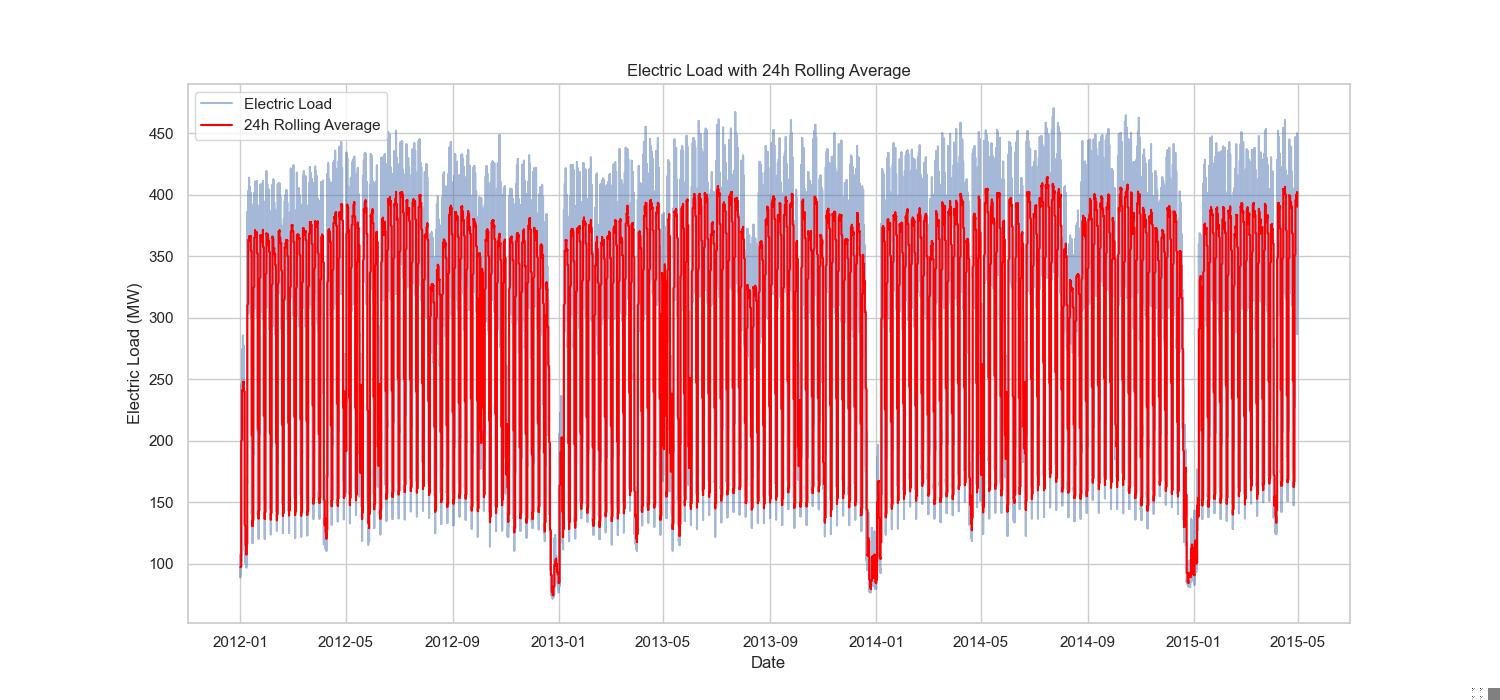 Electric Load with 24h Rolling Average
Electric Load
24h Rolling Average
450
400
350
300
250
200
150
100
Electric Load (MW)
2012-01 2012-05 2012-09 2013-01 2013-05 2013-09 2014-01 2014-05 2014-09 2015-01 2015-05
Date